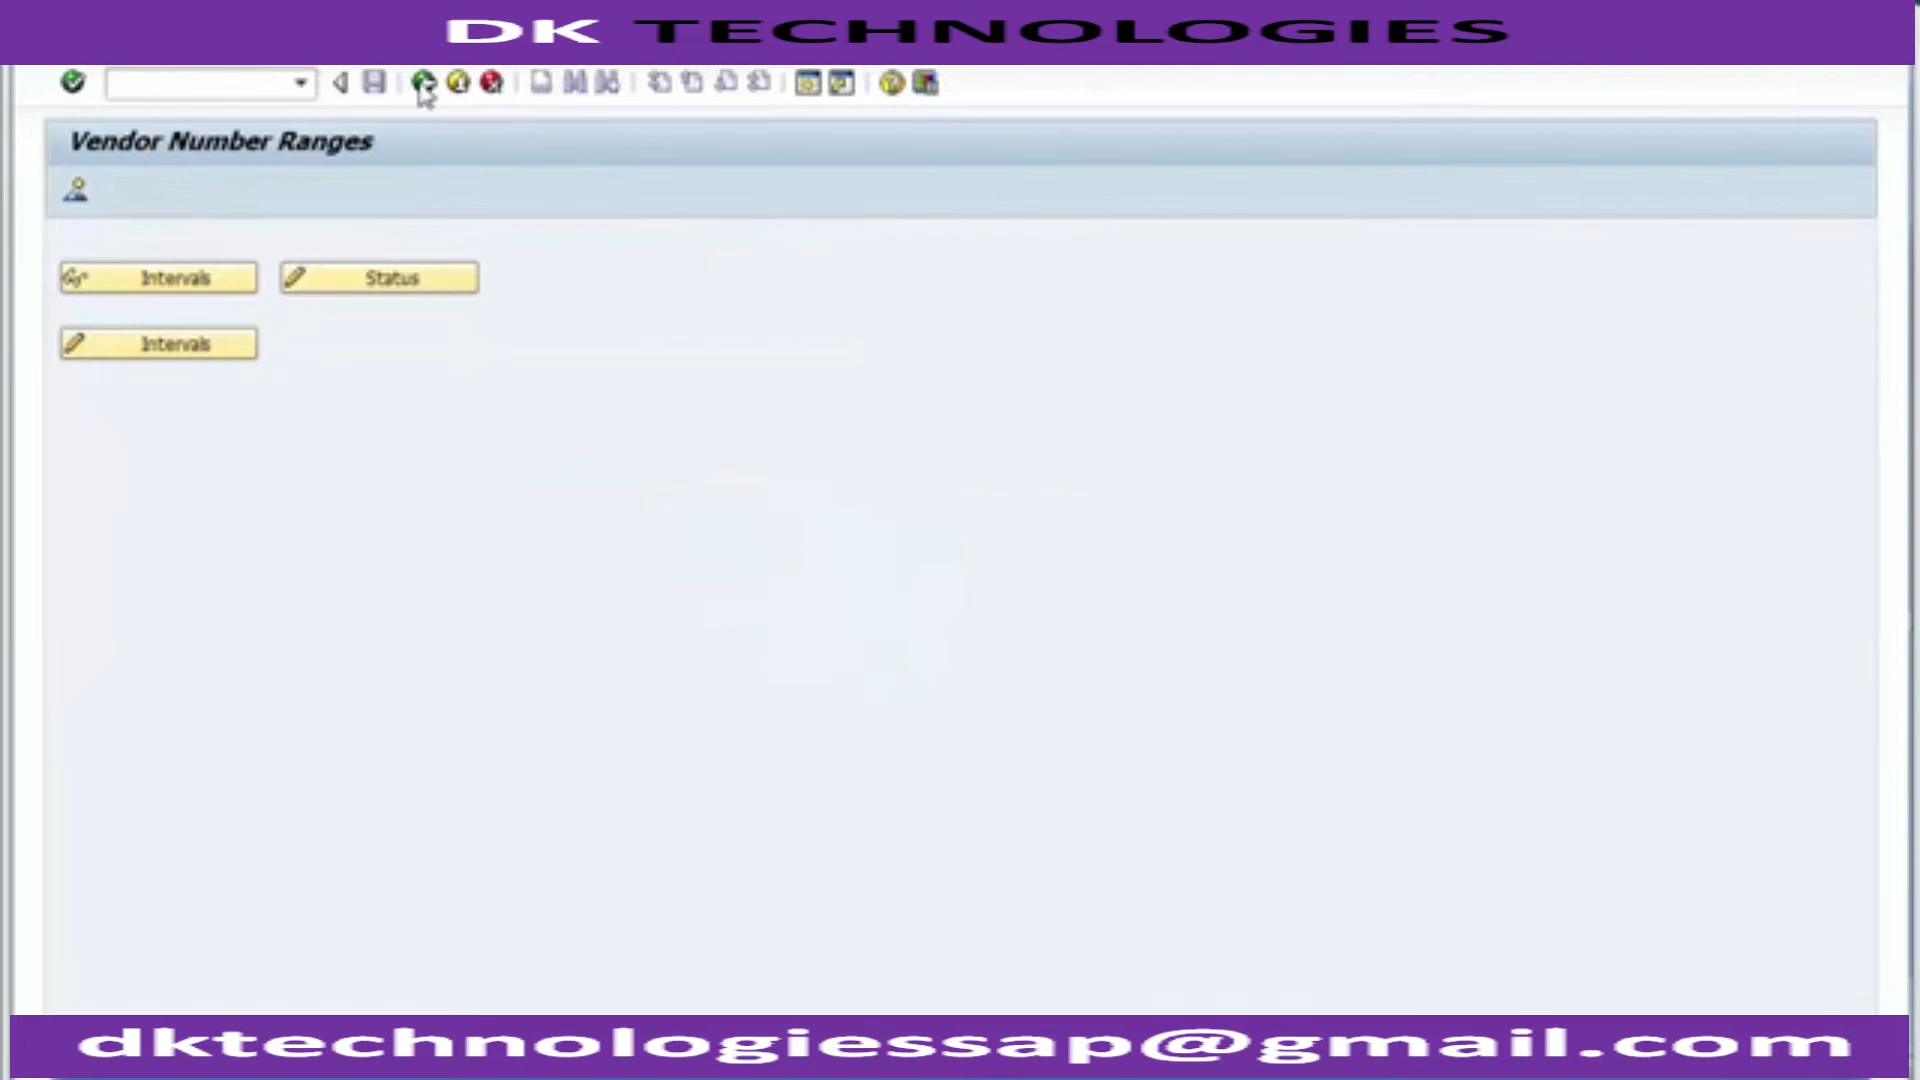 DK TECHNOLOGIES
Vendor Number Ranges
Intervals
Status
Intervals
dktechnologiessap@gmail.com